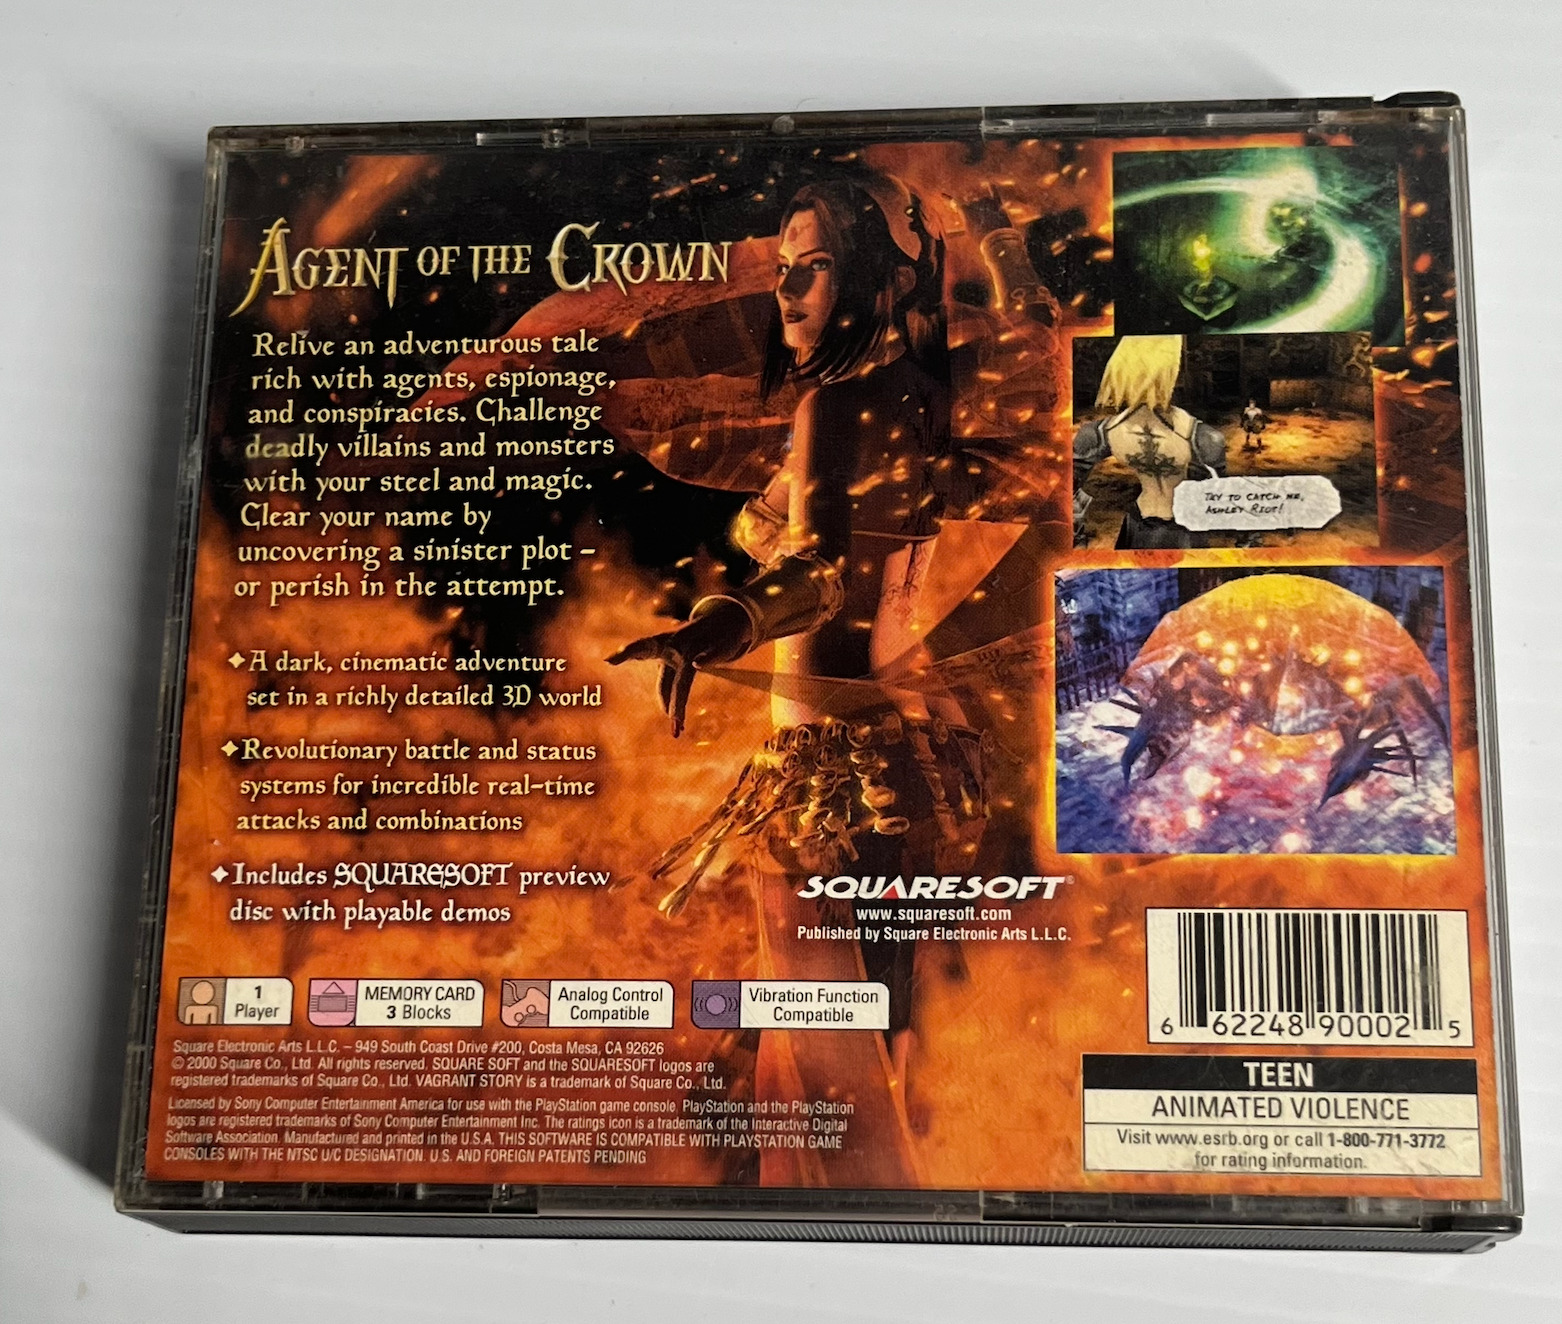 AGENT OF THE CROWN
Relive an adventurous tale
rich with agents, espionage,
and conspiracies. Challenge
deadly villains and monsters
with your steel and magic.
Clear your name by
uncovering a sinister plot –
or perish in the attempt.
A dark, cinematic adventure
set in a richly detailed 3D world
Revolutionary battle and status
systems for incredible real-time
attacks and combinations
Includes SQUARESOFT preview
disc with playable demos
TRY TO CATCH ME,
ASHLEY RIOT!
SQUARESOFT®
www.squaresoft.com
Published by Square Electronic Arts L.L.C.
1
Player
MEMORY CARD
3 Blocks
Analog Control
Compatible
Vibration Function
Compatible
6 62248 90002 5
Square Electronic Arts L.L.C. – 949 South Coast Drive #200, Costa Mesa, CA 92626
© 2000 Square Co., Ltd. All rights reserved. SQUARE SOFT and the SQUARESOFT logos are
registered trademarks of Square Co., Ltd. VAGRANT STORY is a trademark of Square Co., Ltd.
Licensed by Sony Computer Entertainment America for use with the PlayStation game console. PlayStation and the PlayStation
logos are registered trademarks of Sony Computer Entertainment Inc. The ratings icon is a trademark of the Interactive Digital
Software Association. Manufactured and printed in the U.S.A. THIS SOFTWARE IS COMPATIBLE WITH PLAYSTATION GAME
CONSOLES WITH THE NTSC U/C DESIGNATION. U.S. AND FOREIGN PATENTS PENDING
TEEN
ANIMATED VIOLENCE
Visit www.esrb.org or call 1-800-771-3772
for rating information.